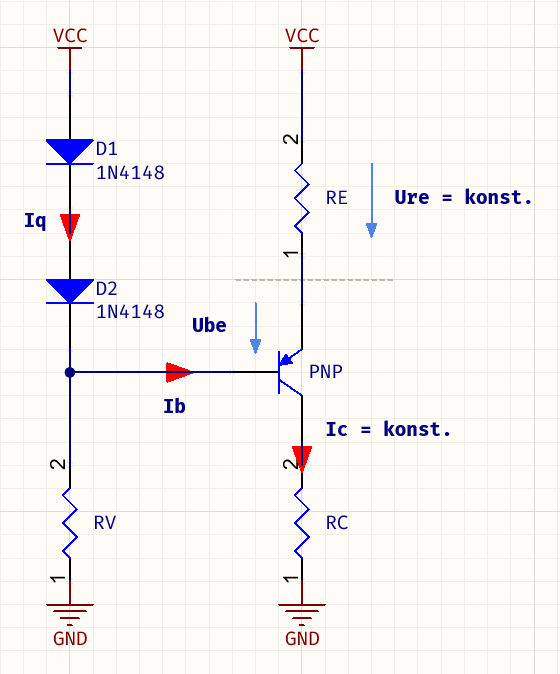 VCC
VCC
D1
1N4148
2
RE
Ure = konst.
Iq
1
D2
1N4148
Ube
PNP
Ib
Ic = konst.
2
2
RV
RC
1
1
GND
GND